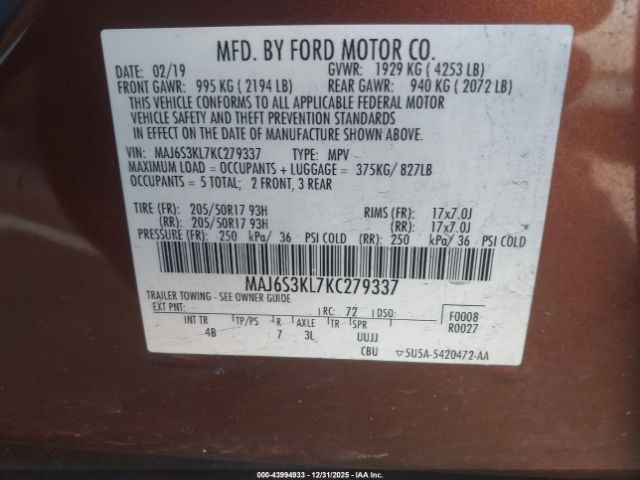 MFD. BY FORD MOTOR CO.
DATE: 02/19 GVWR: 1929 KG ( 4253 LB)
FRONT GAWR: 995 KG ( 2194 LB) REAR GAWR: 940 KG ( 2072 LB)
THIS VEHICLE CONFORMS TO ALL APPLICABLE FEDERAL MOTOR
VEHICLE SAFETY AND THEFT PREVENTION STANDARDS
IN EFFECT ON THE DATE OF MANUFACTURE SHOWN ABOVE.
VIN: MAJ6S3KL7KC279337 TYPE: MPV
MAXIMUM LOAD = OCCUPANTS + LUGGAGE = 375KG/ 827LB
OCCUPANTS = 5 TOTAL; 2 FRONT, 3 REAR
TIRE (FR): 205/50R17 93H RIMS (FR): 17x7.0J
(RR): 205/50R17 93H (RR): 17x7.0J
PRESSURE (FR): 250 kPa/ 36 PSI COLD (RR): 250 kPa/ 36 PSI COLD
MAJ6S3KL7KC279337
TRAILER TOWING - SEE OWNER GUIDE
EXT PNT: RC: 72 DSO: F0008
R0027
INT TR TP/PS R AXLE TR SPR
4B 7 3L UUJJ
CBU 5U5A-5420472-AA
000-43994933 - 12/31/2025 - IAAI.COM